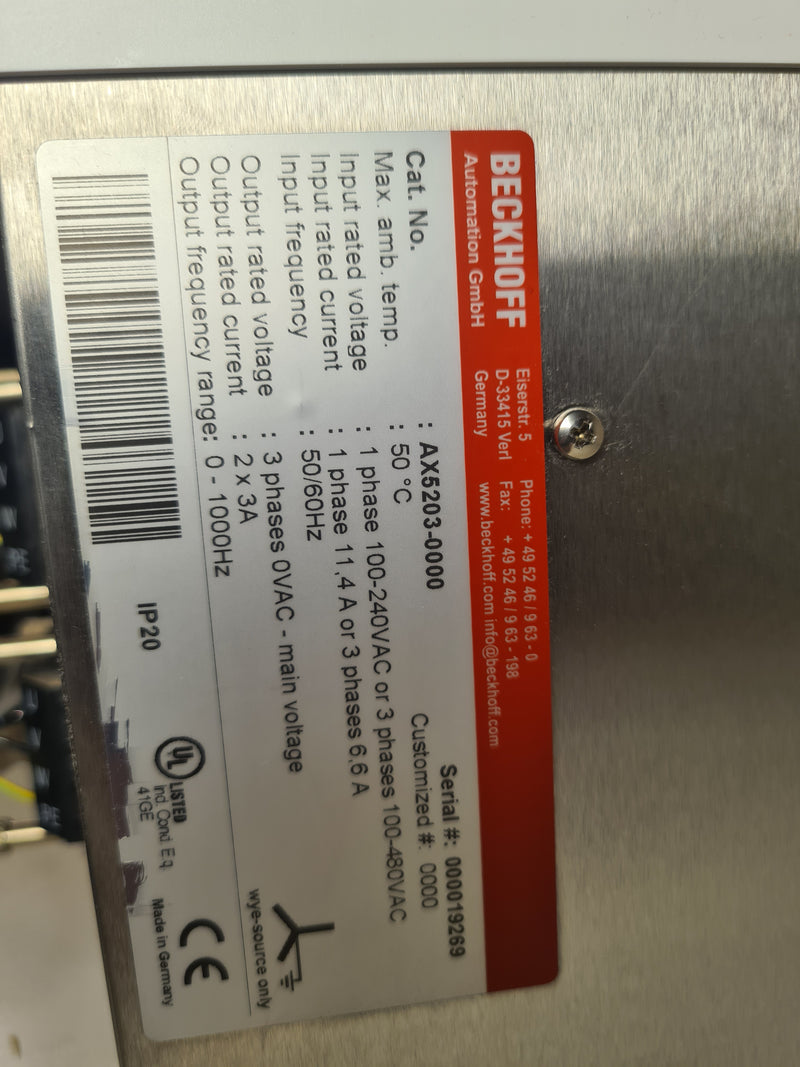 BECKHOFF
Automation GmbH
Eiserstr. 5
D-33415 Verl
Germany
Phone: + 49 52 46 / 9 63 - 0
Fax: + 49 52 46 / 9 63 - 198
www.beckhoff.com info@beckhoff.com
Serial #: 000019269
Cat. No. : AX5203-0000 Customized #: 0000
Max. amb. temp. : 50 °C
Input rated voltage : 1 phase 100-240VAC or 3 phases 100-480VAC
Input rated current : 1 phase 11,4 A or 3 phases 6,6 A
Input frequency : 50/60Hz
Output rated voltage : 3 phases 0VAC - main voltage
Output rated current : 2 x 3A
Output frequency range: 0 - 1000Hz
wye-source only
IP20
UL
LISTED
Ind. Cond. Eq.
41GE
CE
Made in Germany